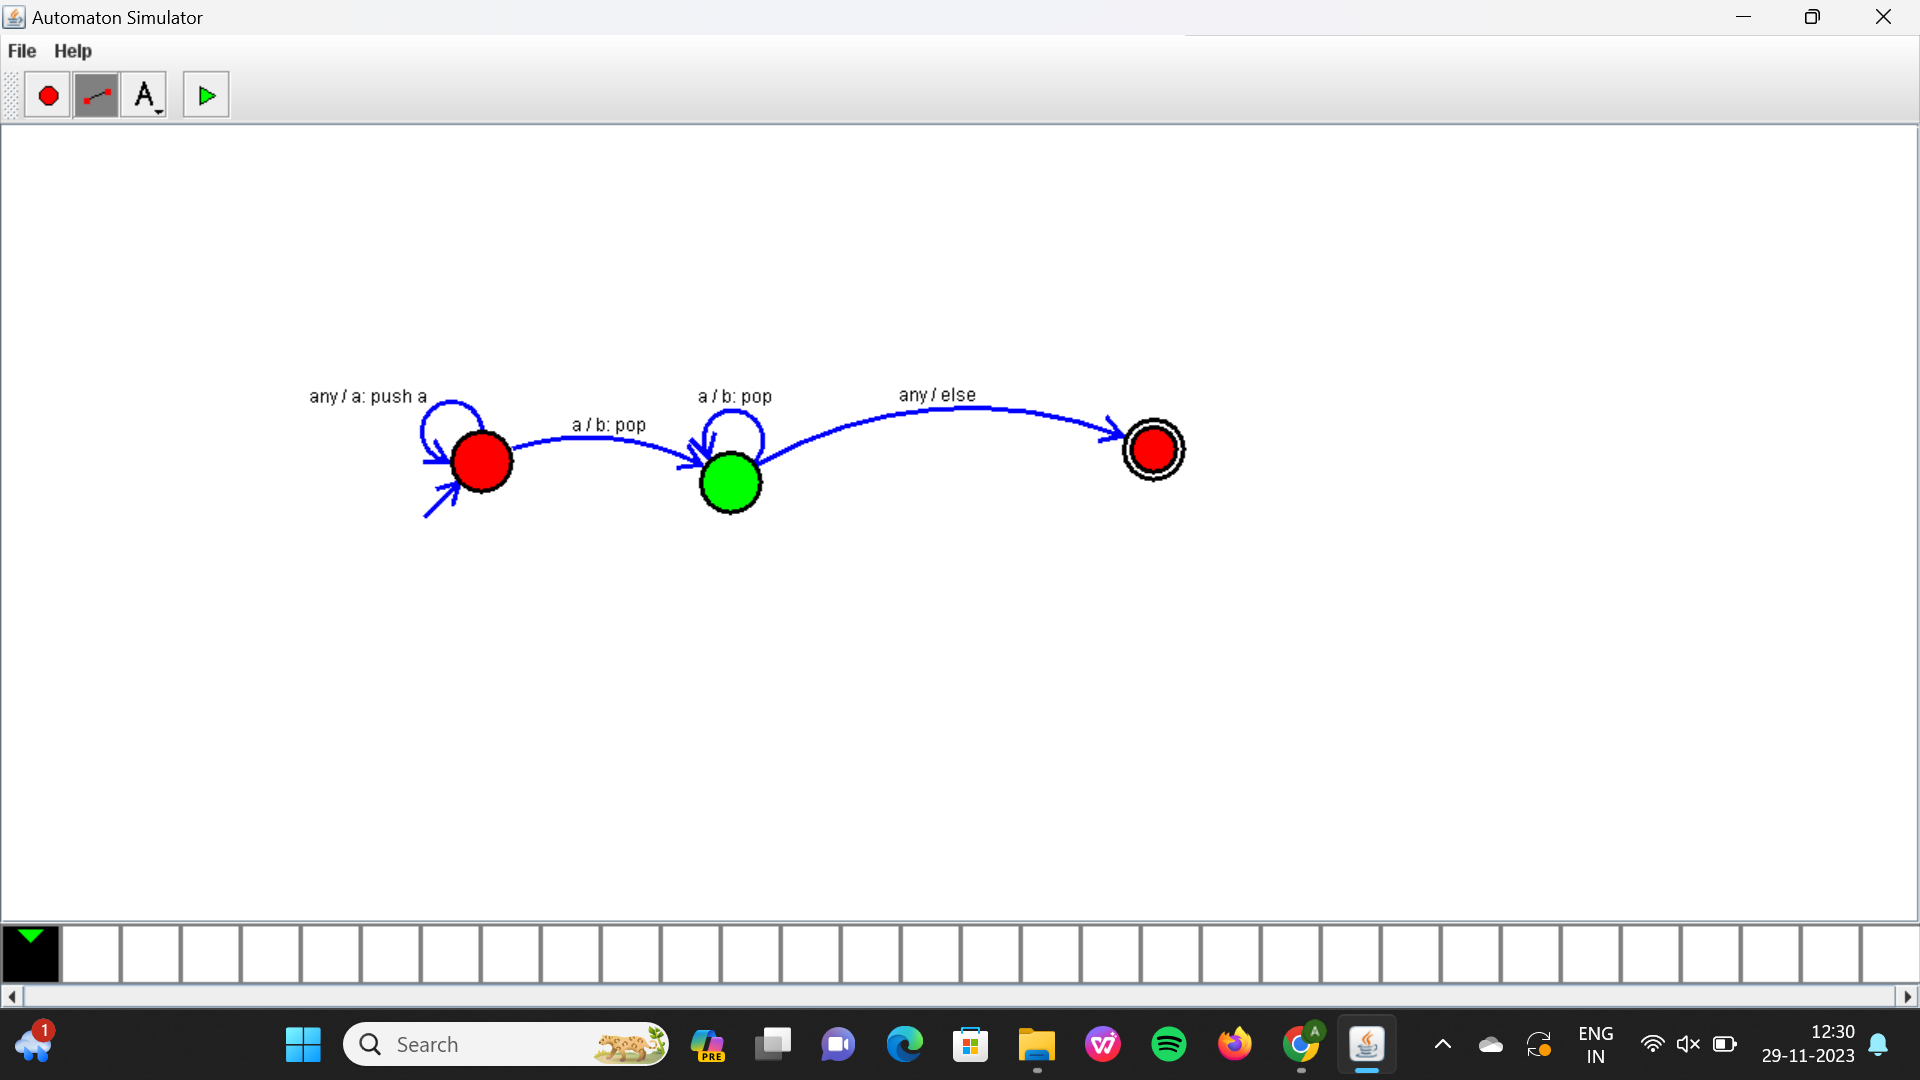 Automaton Simulator
File Help
A
any / a: push a
a / b: pop
a / b: pop
any / else
1
Search
PRE
A
ENG
IN
12:30
29-11-2023